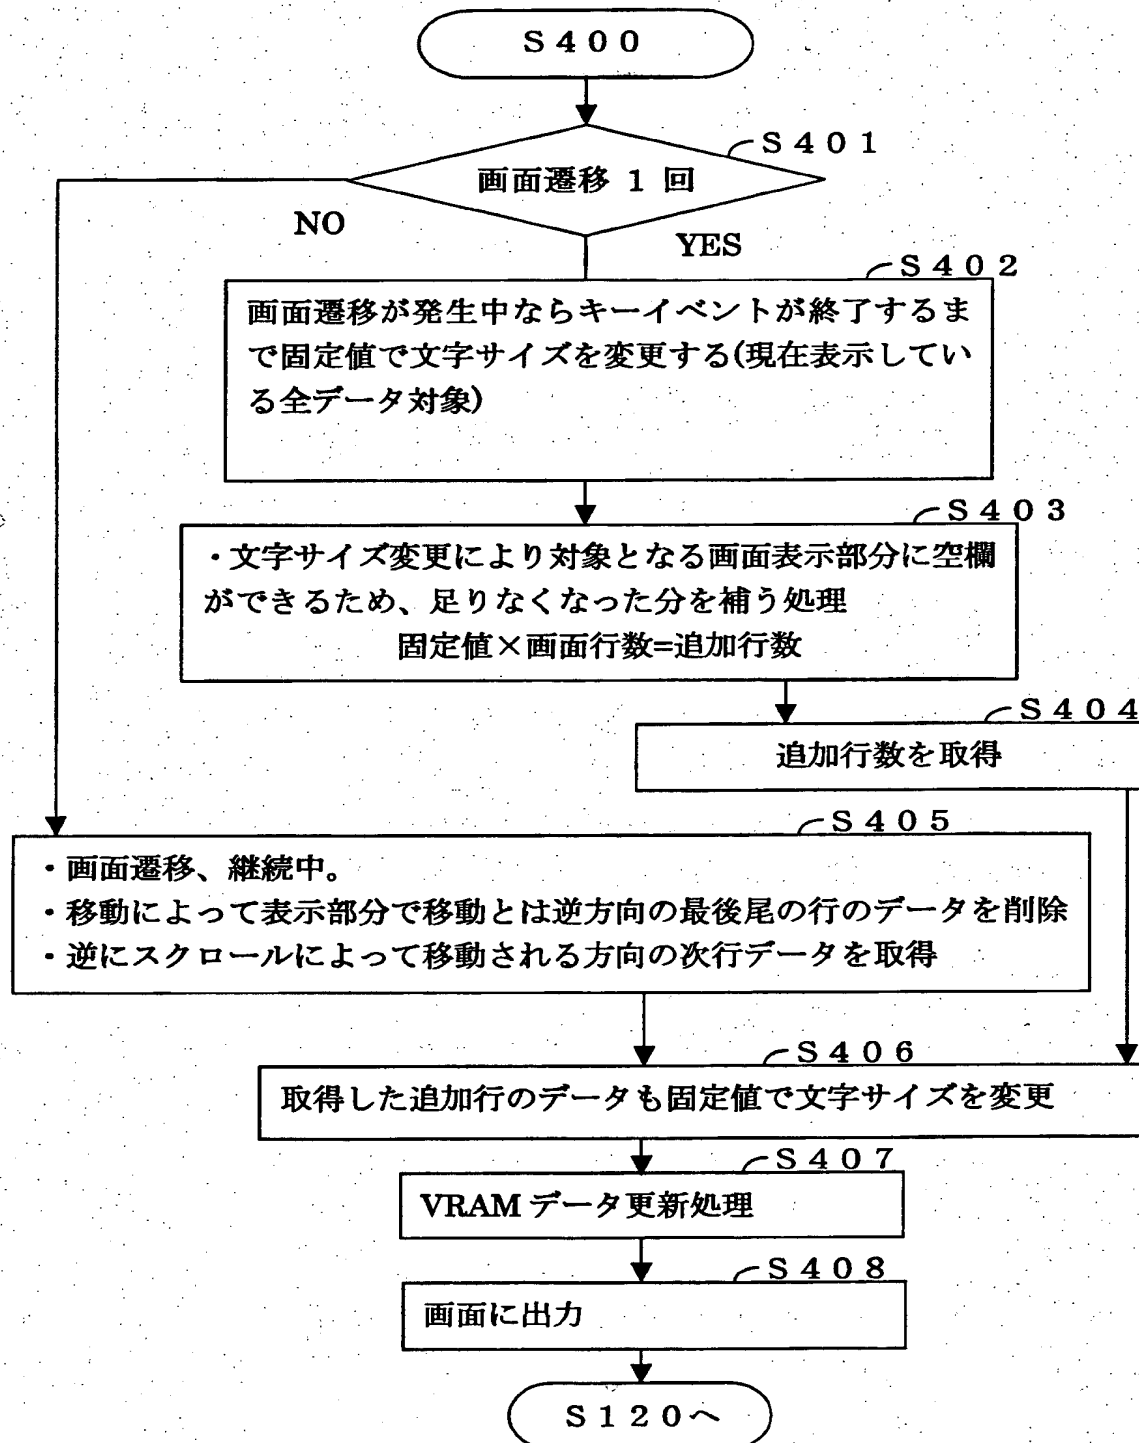 S400
S401
画面遷移 1 回
NO
YES
S402
画面遷移が発生中ならキーイベントが終了するま
で固定値で文字サイズを変更する(現在表示してい
る全データ対象)
S403
・文字サイズ変更により対象となる画面表示部分に空欄
ができるため、足りなくなった分を補う処理
固定値×画面行数=追加行数
S404
追加行数を取得
S405
・画面遷移、継続中。
・移動によって表示部分で移動とは逆方向の最後尾の行のデータを削除
・逆にスクロールによって移動される方向の次行データを取得
S406
取得した追加行のデータも固定値で文字サイズを変更
S407
VRAM データ更新処理
S408
画面に出力
S120へ